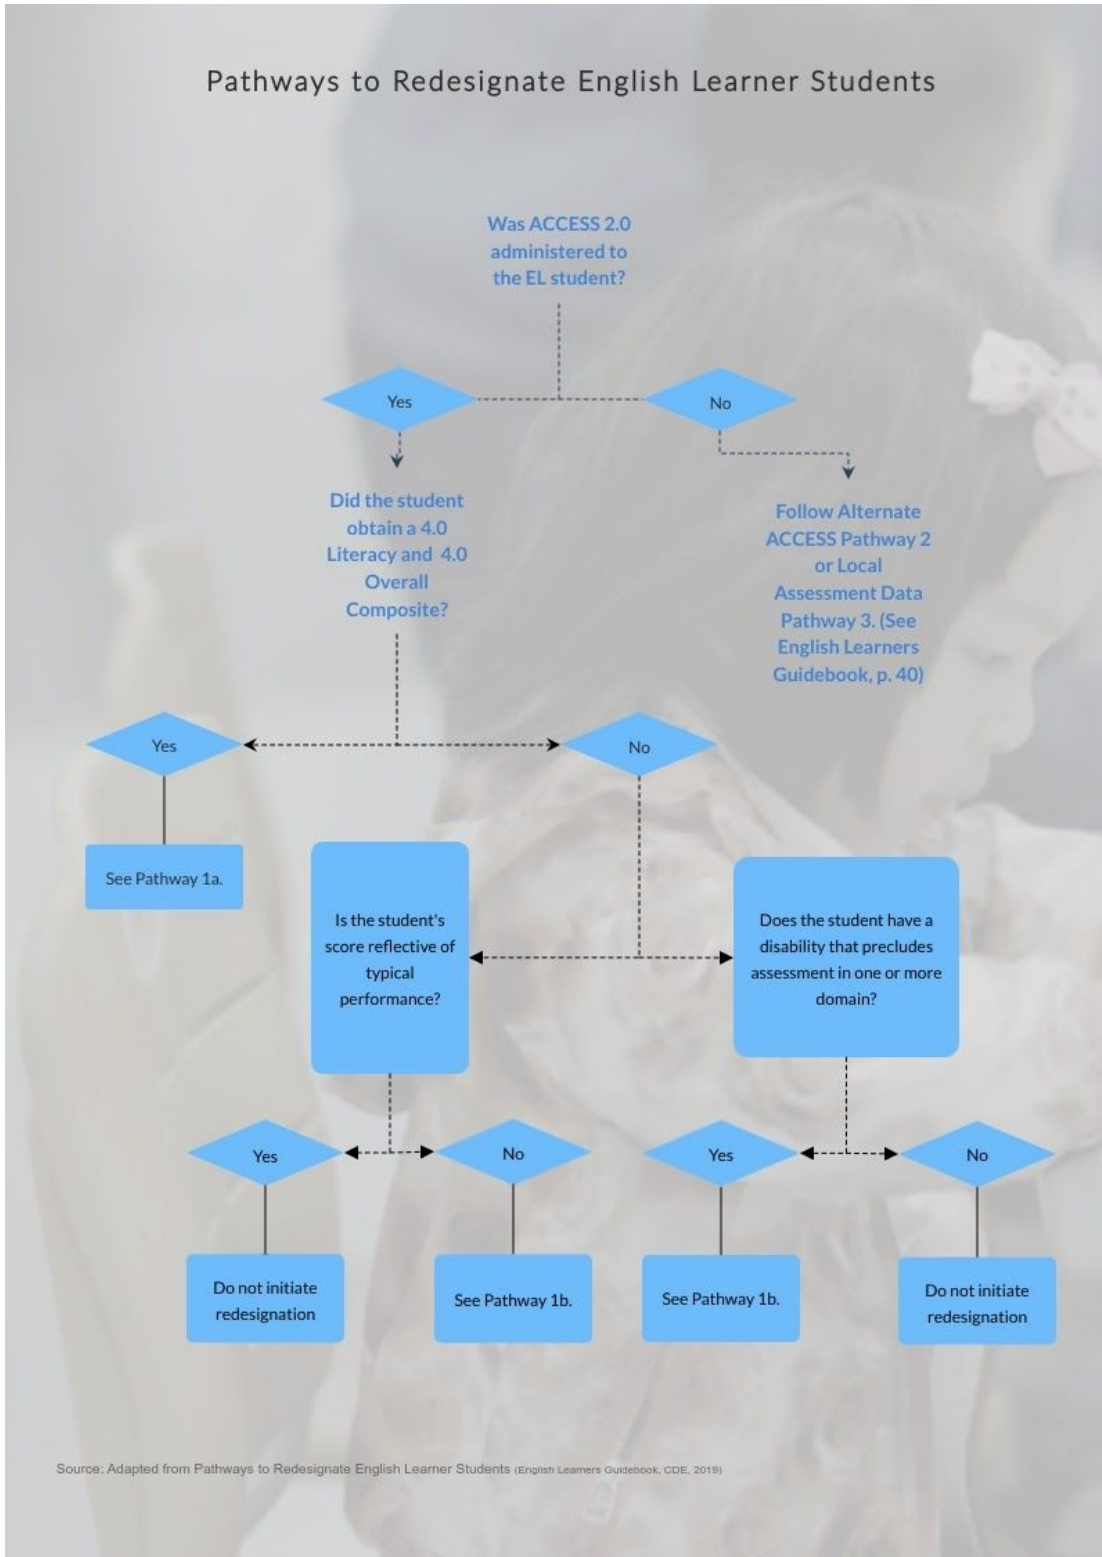 Pathways to Redesignate English Learner Students
Was ACCESS 2.0
administered to
the EL student?
Yes
No
Did the student
obtain a 4.0
Literacy and 4.0
Overall
Composite?
Follow Alternate
ACCESS Pathway 2
or Local
Assessment Data
Pathway 3. (See
English Learners
Guidebook, p. 40)
Yes
No
See Pathway 1a.
Is the student's
score reflective of
typical
performance?
Does the student have a
disability that precludes
assessment in one or more
domain?
Yes
No
Yes
No
Do not initiate
redesignation
See Pathway 1b.
See Pathway 1b.
Do not initiate
redesignation
Source: Adapted from Pathways to Redesignate English Learner Students (English Learners Guidebook, CDE, 2019)